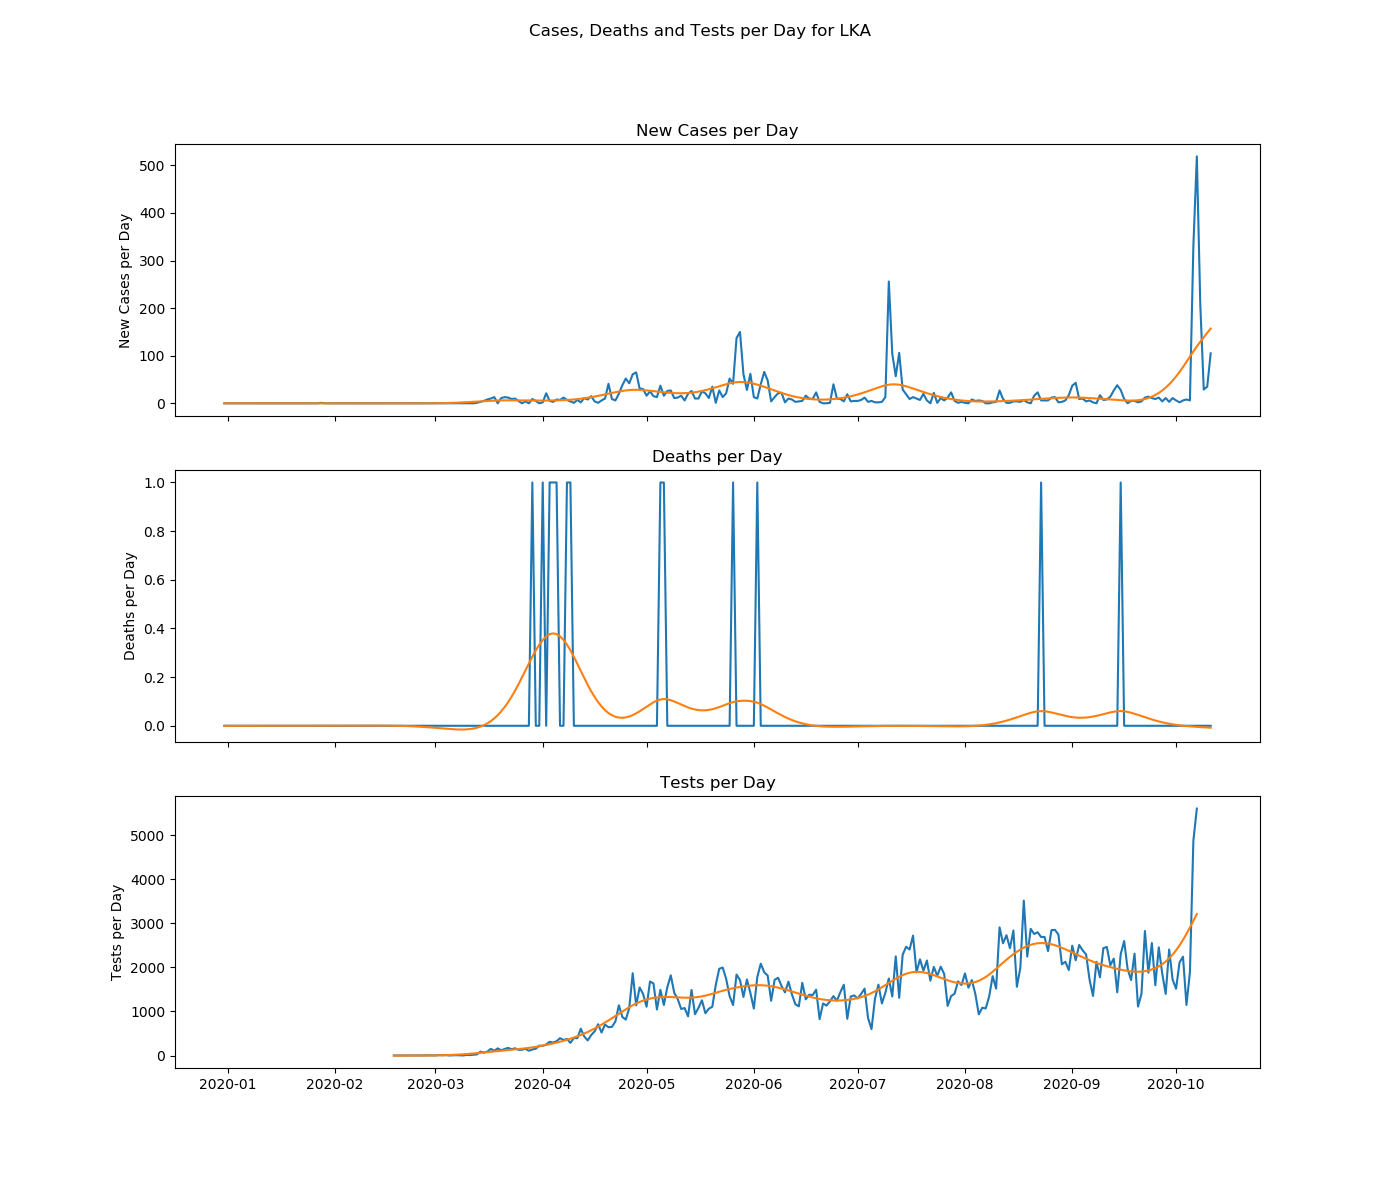 Cases, Deaths and Tests per Day for LKA
New Cases per Day
New Cases per Day
500
400
300
200
100
0
Deaths per Day
Deaths per Day
1.0
0.8
0.6
0.4
0.2
0.0
Tests per Day
Tests per Day
5000
4000
3000
2000
1000
0
2020-01 2020-02 2020-03 2020-04 2020-05 2020-06 2020-07 2020-08 2020-09 2020-10